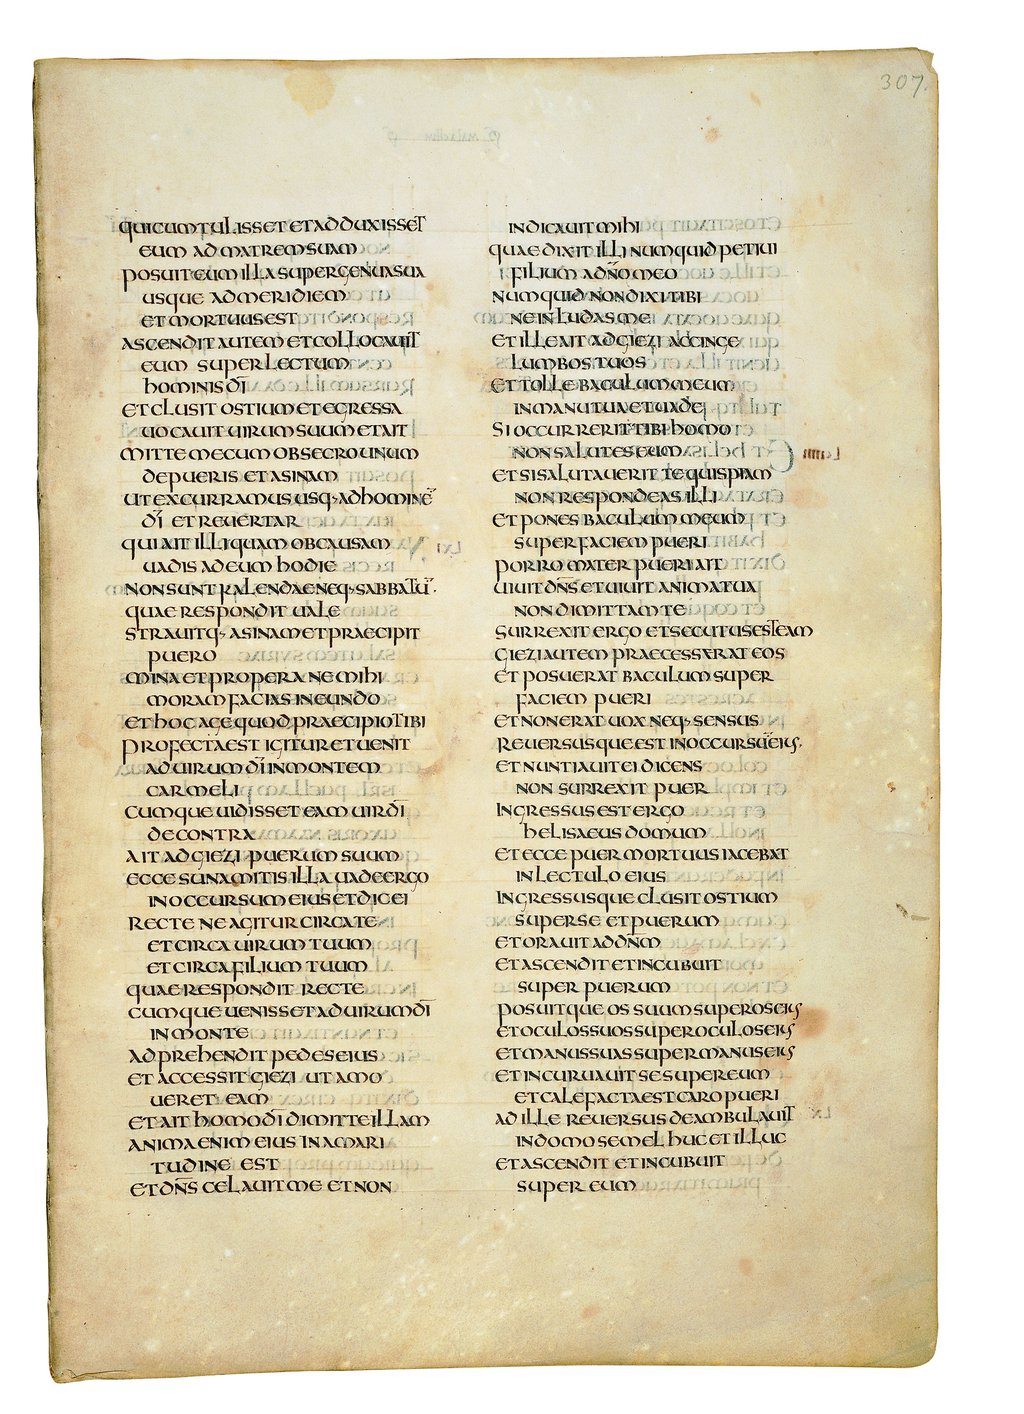 307
QUICUMTULISSET ETADDUXISSET
EUM AD MATREM SUAM
POSUIT EUM ILLA SUPER GENUA SUA
USQUE AD MERIDIEM
ET MORTUUS EST
ASCENDIT AUTEM ET COLLOCAUIT
EUM SUPER LECTUM
HOMINIS DĪ
ET CLUSIT OSTIUM ET EGRESSA
UOCAUIT UIRUM SUUM ET AIT
MITTE MECUM OBSECRO UNUM
DE PUERIS ET ASINAM
UT EXCURRAM USUSQ· AD HOMINĒ
DĪ ET REUERTAR
QUI AIT ILLI QUAM OB CAUSAM
UADIS AD EUM HODIE
NON SUNT KALENDAE NEQ· SABBATŪ·
QUAE RESPONDIT UALE
STRAUITQ· ASINAM ET PRAECIPIT
PUERO
MINA ET PROPERA NE MIHI
MORAM FACIAS IN EUNDO
ET HOC AGE QUOD PRAECIPIO TIBI
PROFECTA EST IGITUR ET UENIT
AD UIRUM DĪ IN MONTEM
CARMELI
CUMQUE UIDISSET EAM UIR DĪ
DE CONTRA
AIT AD GIEZI PUERUM SUUM
ECCE SUNAMITIS ILLA UADE ERGO
IN OCCURSUM EIUS ET DIC EI
RECTE NE AGITUR CIRCA TE
ET CIRCA UIRUM TUUM
ET CIRCA FILIUM TUUM
QUAE RESPONDIT RECTE
CUMQUE UENISSET AD UIRUM DĪ
IN MONTE
ADPREHENDIT PEDES EIUS
ET ACCESSIT GIEZI UT AMO
UERET EAM
ET AIT HOMO DĪ DIMITTE ILLAM
ANIMA ENIM EIUS IN AMARI
TUDINE EST
ET DN̄S CELAUIT ME ET NON
INDICAUIT MIHI
QUAE DIXIT ILLI NUMQUID PETIUI
FILIUM A DN̄O MEO
NUMQUID NON DIXI TIBI
NE INLUDAS ME
ET ILLE AIT AD GIEZI ACCINGE
LUMBOS TUOS
ET TOLLE BACULUM MEUM
IN MANU TUA ET UADE
SI OCCURRERIT TIBI HOMO
NON SALUTES EUM
ET SI SALUTAUERIT TE QUISPIAM
NON RESPONDEAS ILLI
ET PONES BACULUM MEUM
SUPER FACIEM PUERI
PORRO MATER PUERI AIT
UIUIT DN̄S ET UIUIT ANIMA TUA
NON DIMITTAM TE
SURREXIT ERGO ET SECUTUS EST EAM
GIEZI AUTEM PRAECESSERAT EOS
ET POSUERAT BACULUM SUPER
FACIEM PUERI
ET NON ERAT UOX NEQ· SENSUS
REUERSUSQUE EST IN OCCURSŪ EIUS·
ET NUNTIAUIT EI DICENS
NON SURREXIT PUER
INGRESSUS EST ERGO
HELISAEUS DOMUM
ET ECCE PUER MORTUUS IACEBAT
IN LECTULO EIUS
INGRESSUSQUE CLUSIT OSTIUM
SUPER SE ET PUERUM
ET ORAUIT AD DN̄M
ET ASCENDIT ET INCUBUIT
SUPER PUERUM
POSUITQUE OS SUUM SUPER OS EIUS
ET OCULOS SUOS SUPER OCULOS EIUS
ET MANUS SUAS SUPER MANUS EIUS
ET INCURUAUIT SE SUPER EUM
ET CALEFACTA EST CARO PUERI
AD ILLE REUERSUS DEAMBULAUIT
IN DOMO SEMEL HUC ET ILLUC
ET ASCENDIT ET INCUBUIT
SUPER EUM